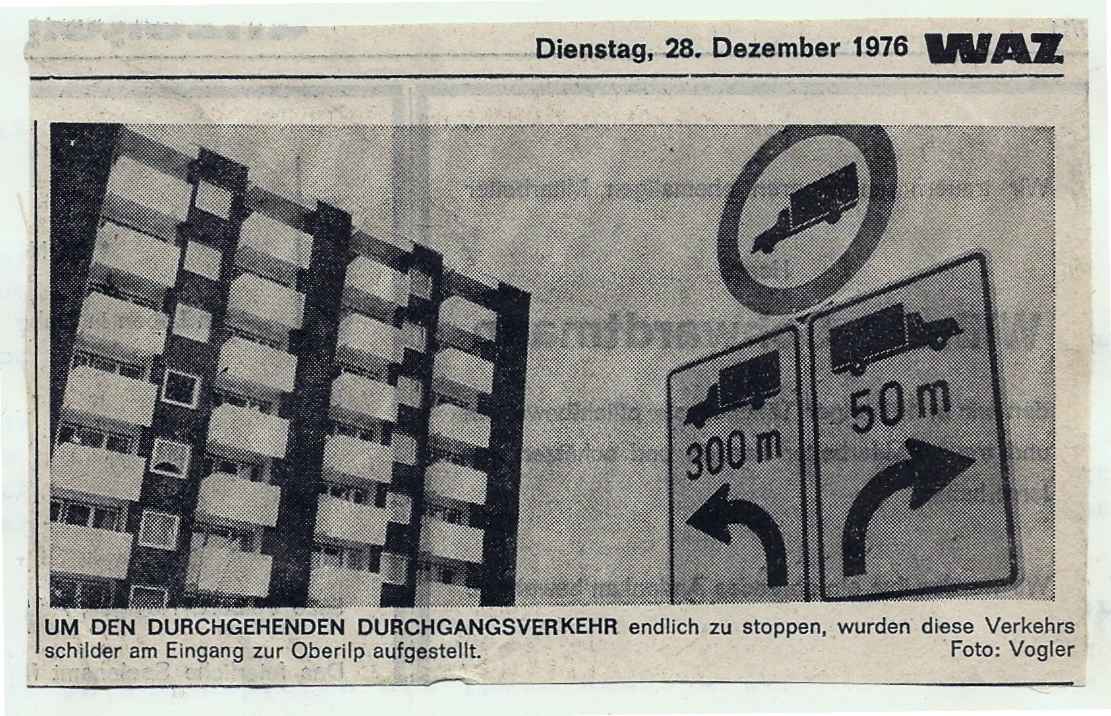 Dienstag, 28. Dezember 1976 WAZ
300 m
50 m
UM DEN DURCHGEHENDEN DURCHGANGSVERKEHR endlich zu stoppen, wurden diese Verkehrs
schilder am Eingang zur Oberilp aufgestellt. Foto: Vogler